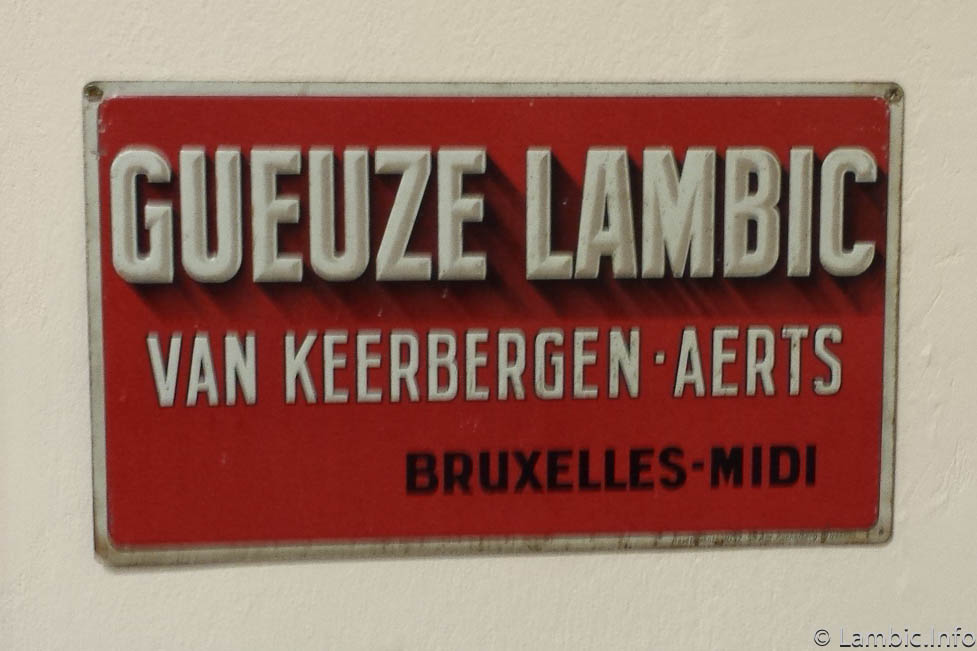 GUEUZE LAMBIC
VAN KEERBERGEN · AERTS
BRUXELLES-MIDI
© Lambic.Info